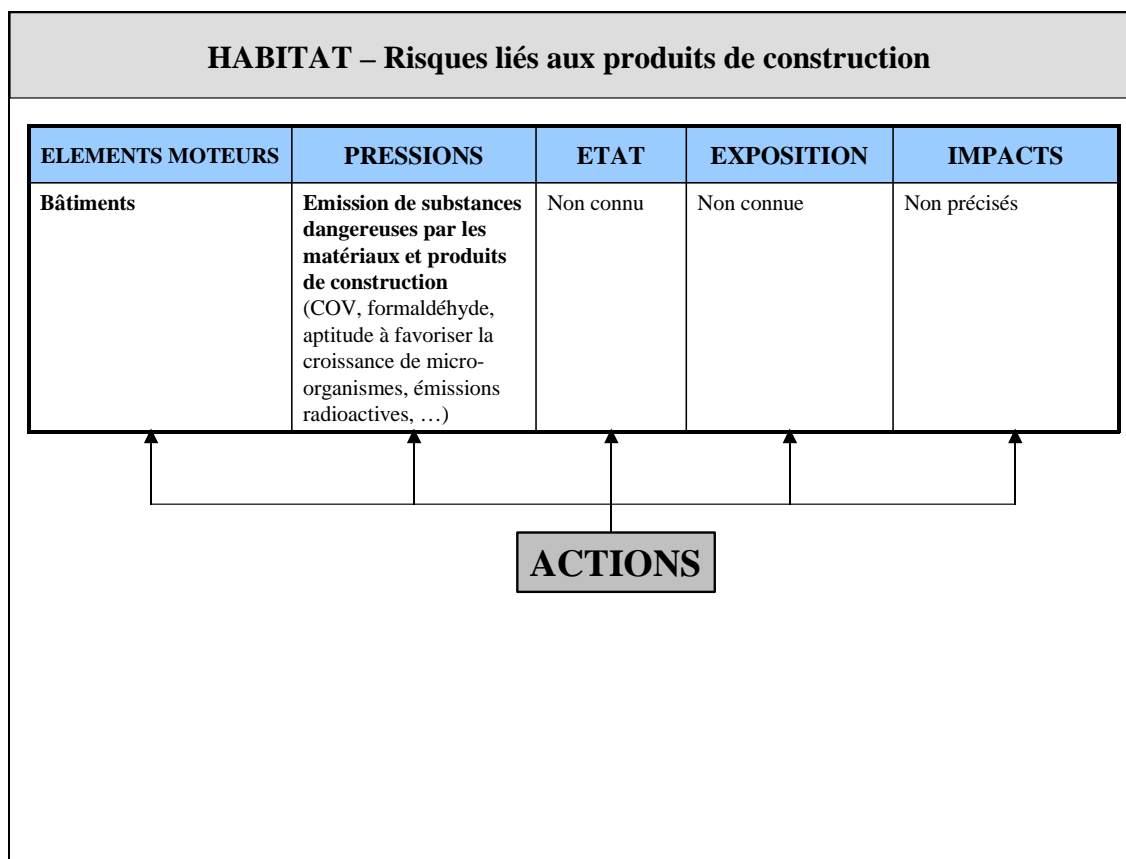 HABITAT – Risques liés aux produits de construction
ELEMENTS MOTEURS
PRESSIONS
ETAT
EXPOSITION
IMPACTS
Bâtiments
Emission de substances
dangereuses par les
matériaux et produits
de construction
(COV, formaldéhyde,
aptitude à favoriser la
croissance de micro-
organismes, émissions
radioactives, …)
Non connu
Non connue
Non précisés
ACTIONS